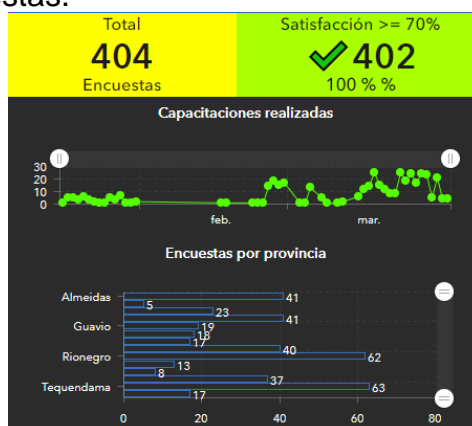 estas.
Total
404
Encuestas
Satisfacción >= 70%
402
100 % %
Capacitaciones realizadas
30
20
10
0
feb.
mar.
Encuestas por provincia
Almeidas
41
5
23
41
Guavio
19
18
17
40
Rionegro
62
13
8
37
Tequendama
63
17
0
20
40
60
80